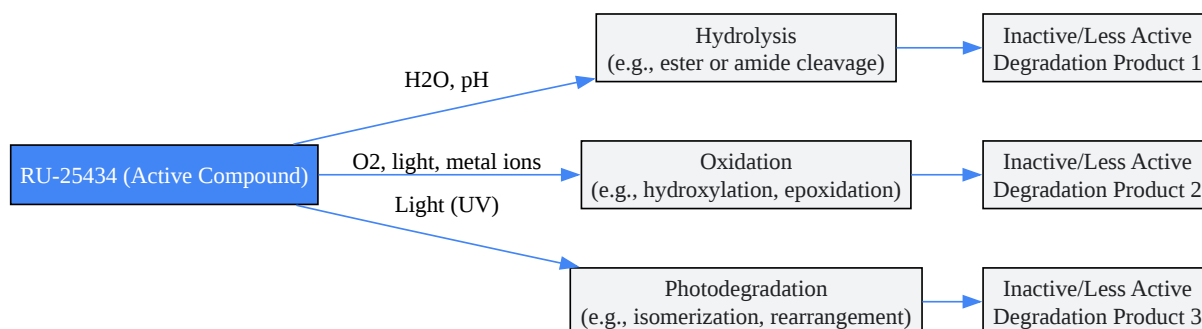 Hydrolysis
(e.g., ester or amide cleavage)
Inactive/Less Active
Degradation Product 1
H2O, pH
RU-25434 (Active Compound)
O2, light, metal ions
Oxidation
(e.g., hydroxylation, epoxidation)
Inactive/Less Active
Degradation Product 2
Light (UV)
Photodegradation
(e.g., isomerization, rearrangement)
Inactive/Less Active
Degradation Product 3